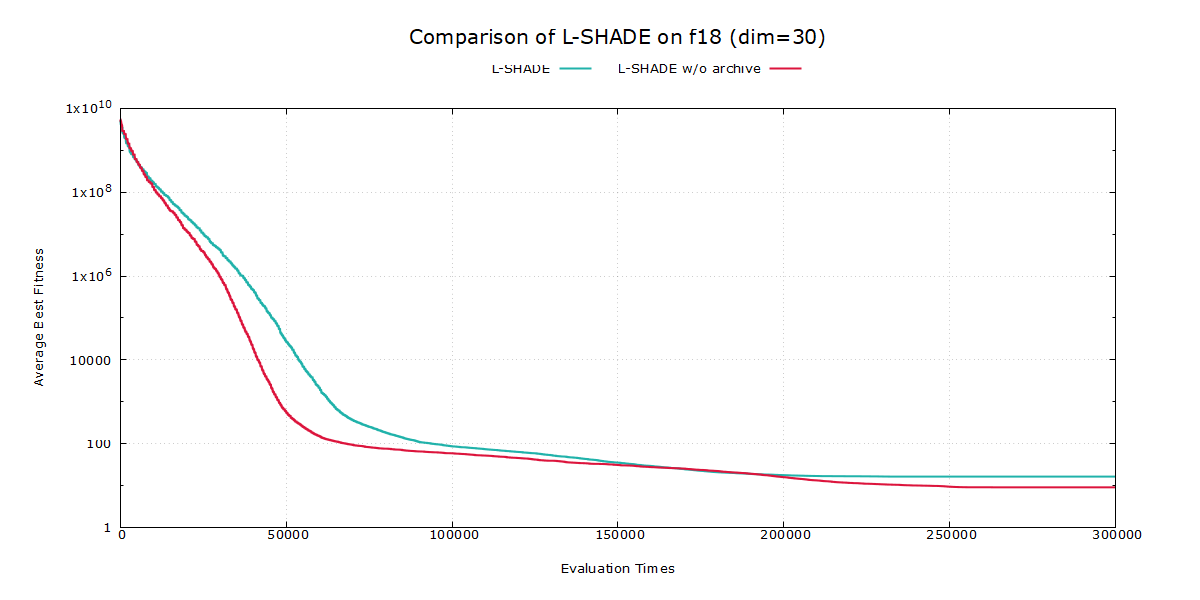 Comparison of L-SHADE on f18 (dim=30)
L-SHADE L-SHADE w/o archive
1x10^10
1x10^8
1x10^6
10000
100
1
0 50000 100000 150000 200000 250000 300000
Average Best Fitness
Evaluation Times